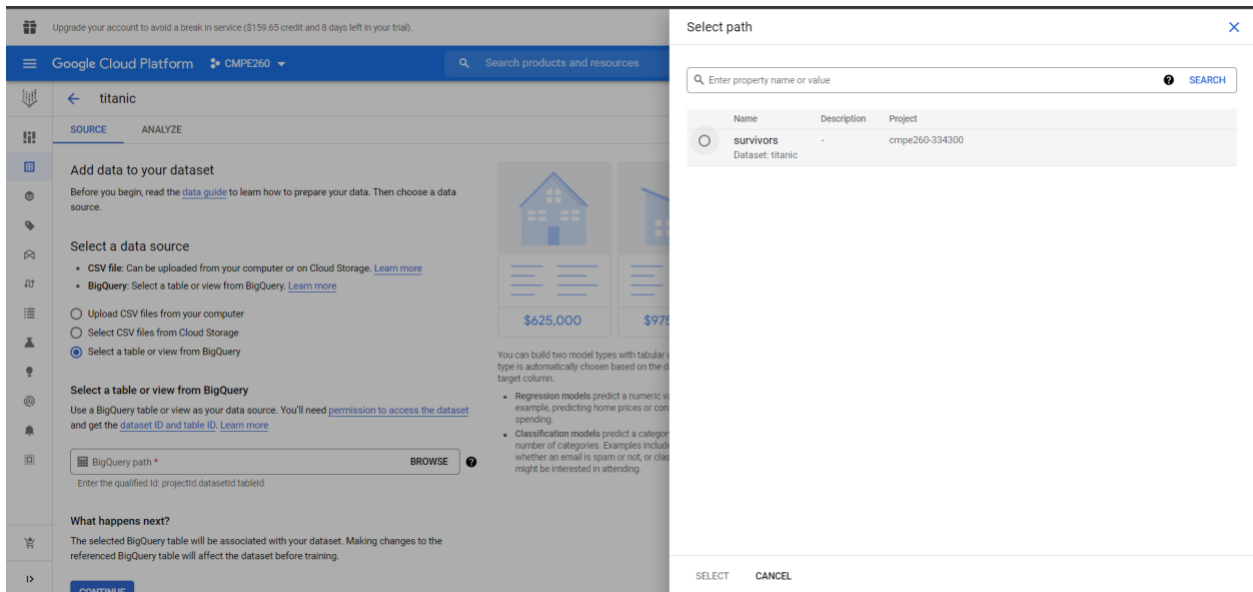 Upgrade your account to avoid a break in service ($159.65 credit and 8 days left in your trial).
Google Cloud Platform
CMPE260
Search products and resources
titanic
SOURCE
ANALYZE
Add data to your dataset
Before you begin, read the data guide to learn how to prepare your data. Then choose a data
source.
Select a data source
• CSV file: Can be uploaded from your computer or on Cloud Storage. Learn more
• BigQuery: Select a table or view from BigQuery. Learn more
Upload CSV files from your computer
Select CSV files from Cloud Storage
Select a table or view from BigQuery
Select a table or view from BigQuery
Use a BigQuery table or view as your data source. You'll need permission to access the dataset
and get the dataset ID and table ID. Learn more
BigQuery path *
BROWSE
Enter the qualified Id: projectId.datasetId.tableId
What happens next?
The selected BigQuery table will be associated with your dataset. Making changes to the
referenced BigQuery table will affect the dataset before training.
CONTINUE
$625,000
$975
You can build two model types with tabular
type is automatically chosen based on the
target column.
• Regression models predict a numeric
example, predicting home prices or
spending.
• Classification models predict a
number of categories. Examples
whether an email is spam or not, or
might be interested in attending.
Select path
Enter property name or value
SEARCH
Name Description Project
survivors - cmpe260-334300
Dataset: titanic
SELECT
CANCEL